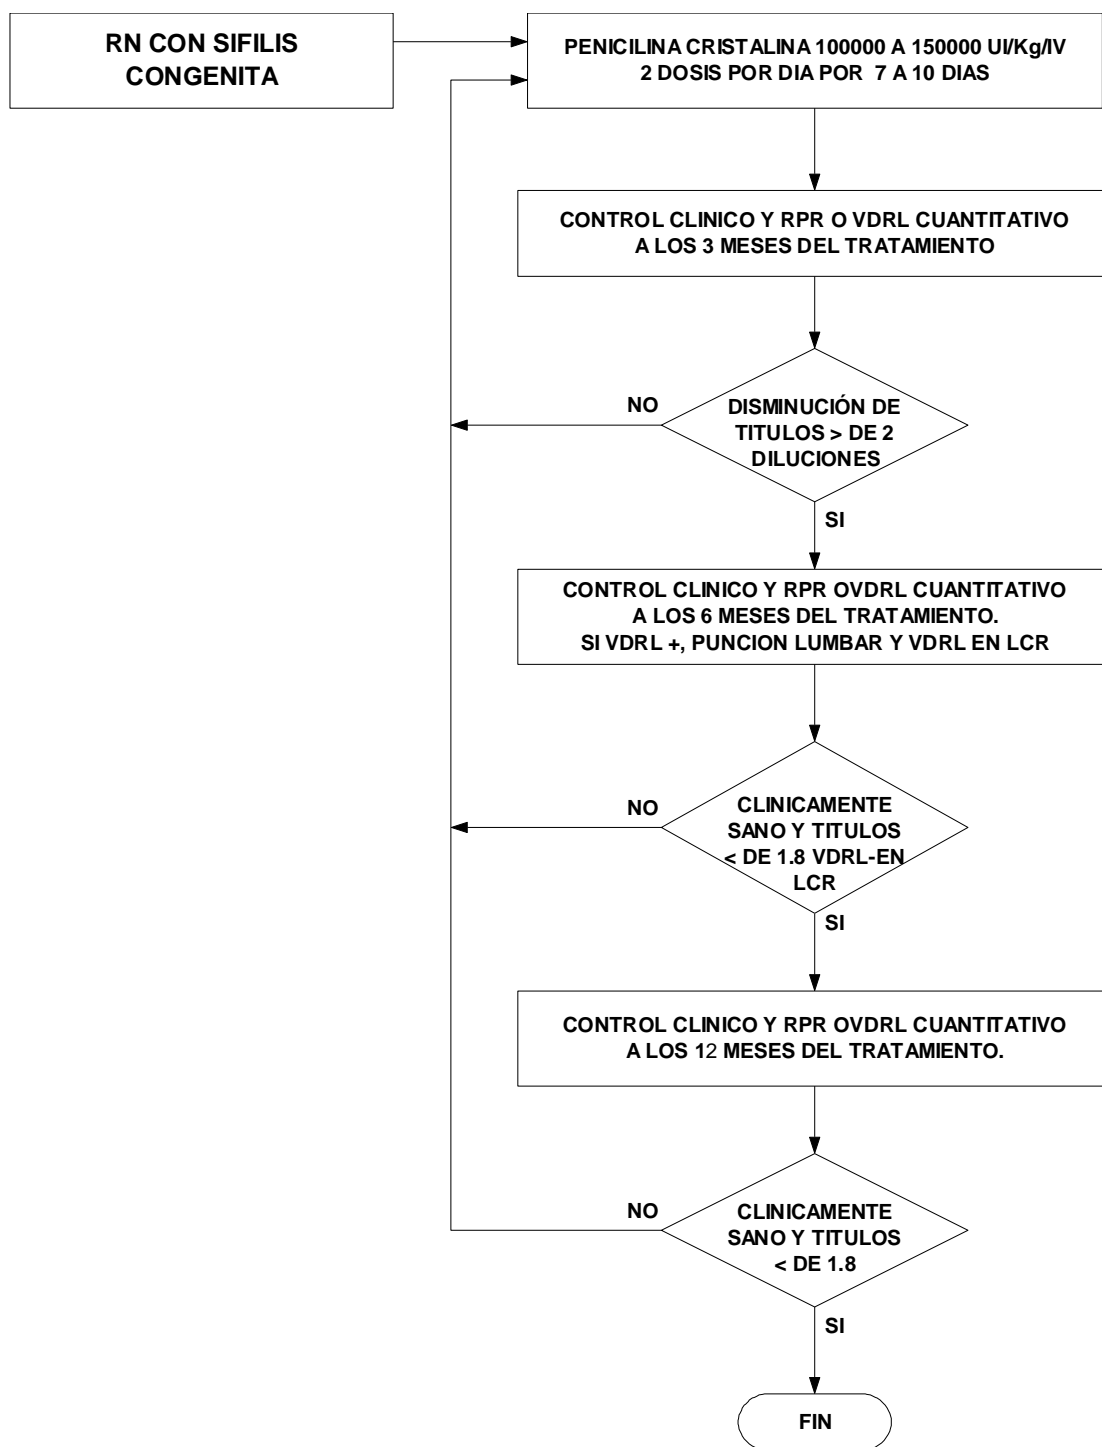 RN CON SIFILIS
CONGENITA
PENICILINA CRISTALINA 100000 A 150000 UI/Kg/IV
2 DOSIS POR DIA POR 7 A 10 DIAS
CONTROL CLINICO Y RPR O VDRL CUANTITATIVO
A LOS 3 MESES DEL TRATAMIENTO
NO
DISMINUCIÓN DE
TITULOS > DE 2
DILUCIONES
SI
CONTROL CLINICO Y RPR OVDRL CUANTITATIVO
A LOS 6 MESES DEL TRATAMIENTO.
SI VDRL +, PUNCION LUMBAR Y VDRL EN LCR
NO
CLINICAMENTE
SANO Y TITULOS
< DE 1.8 VDRL-EN
LCR
SI
CONTROL CLINICO Y RPR OVDRL CUANTITATIVO
A LOS 12 MESES DEL TRATAMIENTO.
NO
CLINICAMENTE
SANO Y TITULOS
< DE 1.8
SI
FIN